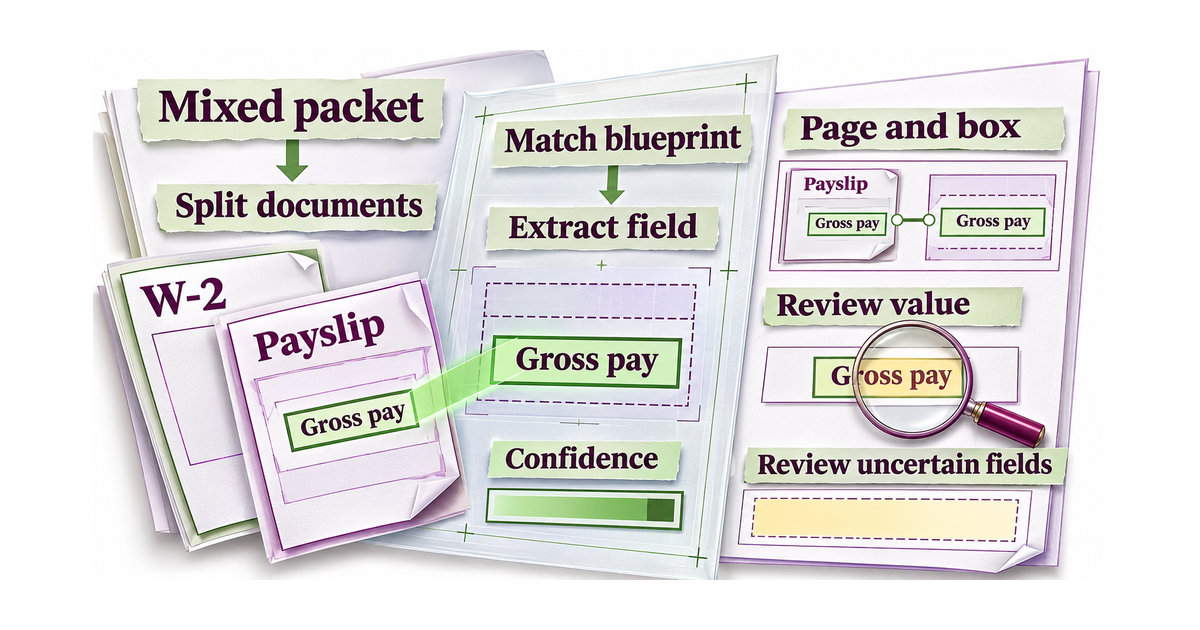 Mixed packet
Split documents
W-2
Payslip
Gross pay
Match blueprint
Extract field
Gross pay
Confidence
Page and box
Payslip
Gross pay
Gross pay
Review value
Gross pay
Review uncertain fields